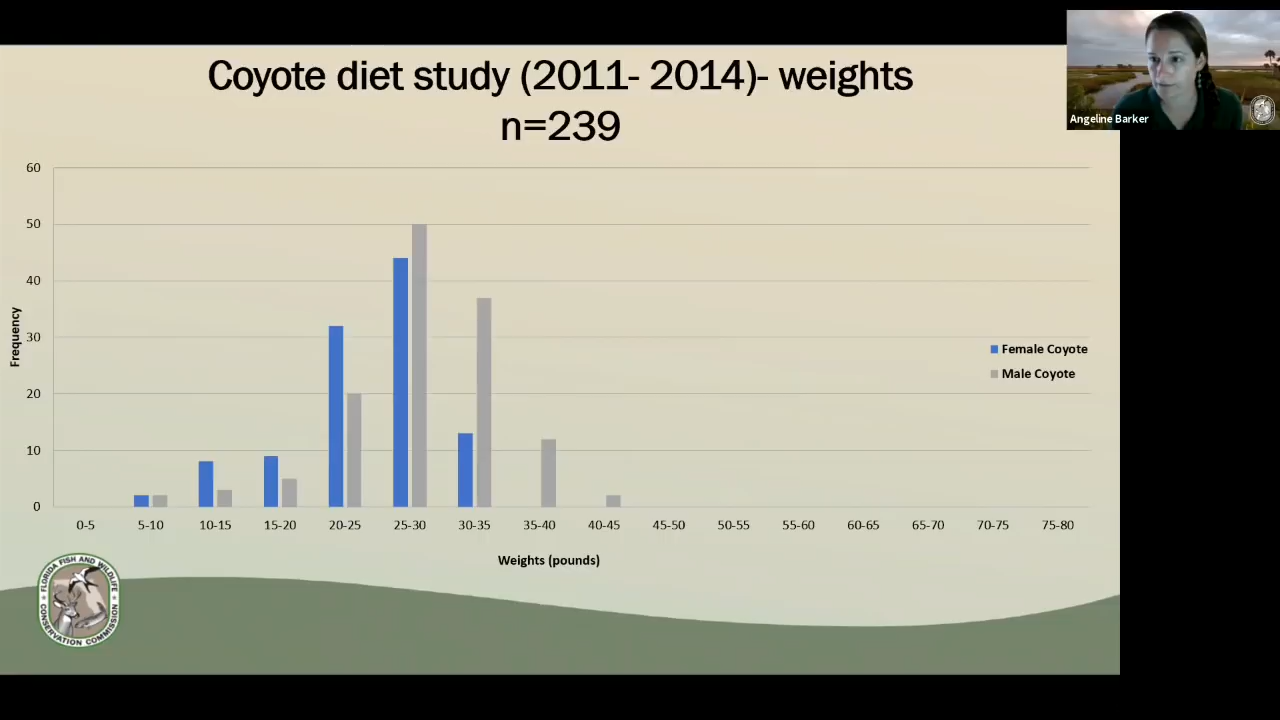 Coyote diet study (2011- 2014)- weights
n=239
Angeline Barker
60
50
40
30
20
10
0
Frequency
Female Coyote
Male Coyote
0-5 5-10 10-15 15-20 20-25 25-30 30-35 35-40 40-45 45-50 50-55 55-60 60-65 65-70 70-75 75-80
Weights (pounds)
FLORIDA FISH AND WILDLIFE
CONSERVATION COMMISSION